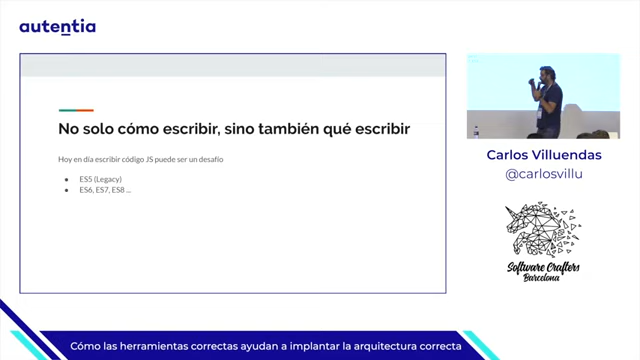 autentia
No solo cómo escribir, sino también qué escribir
Hoy en día escribir código JS puede ser un desafío
● ES5 (Legacy)
● ES6, ES7, ES8 ...
Carlos Villuendas
@carlosvillu
Software Crafters
Barcelona
Cómo las herramientas correctas ayudan a implantar la arquitectura correcta